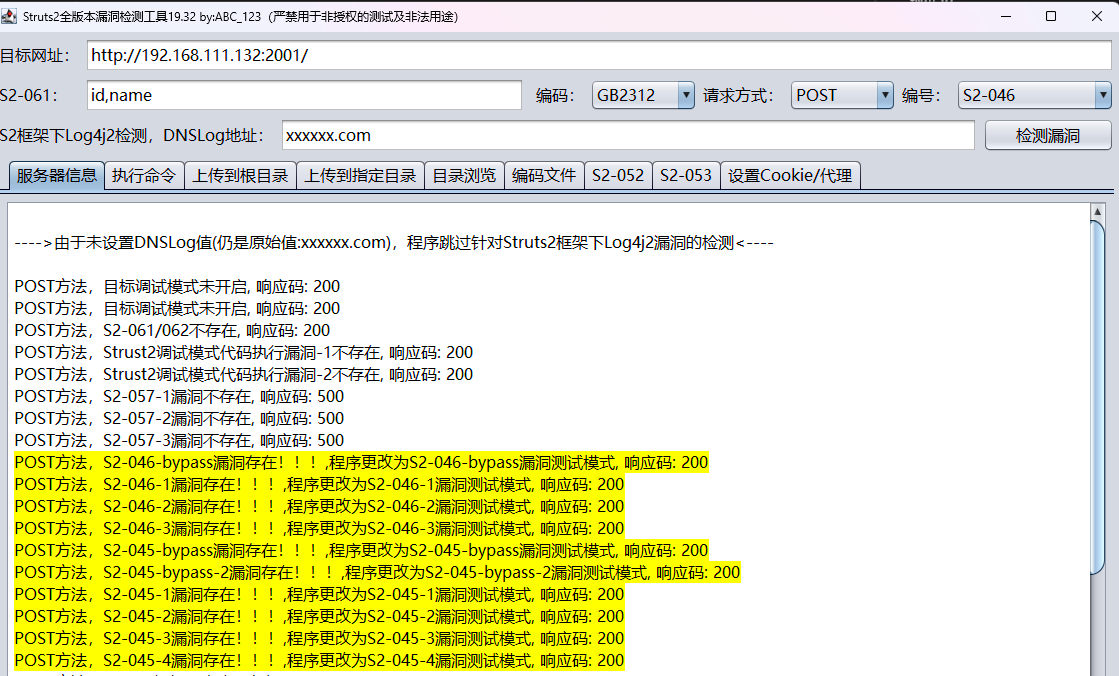 Struts2全版本漏洞检测工具19.32 by:ABC_123（严禁用于非授权的测试及非法用途）
目标网址： http://192.168.111.132:2001/
S2-061： id,name 编码： GB2312 请求方式： POST 编号： S2-046
S2框架下Log4j2检测，DNSLog地址： xxxxxx.com 检测漏洞
服务器信息 执行命令 上传到根目录 上传到指定目录 目录浏览 编码文件 S2-052 S2-053 设置Cookie/代理
---->由于未设置DNSLog值(仍是原始值:xxxxxx.com)，程序跳过针对Struts2框架下Log4j2漏洞的检测<----
POST方法，目标调试模式未开启, 响应码: 200
POST方法，目标调试模式未开启, 响应码: 200
POST方法，S2-061/062不存在, 响应码: 200
POST方法，Strust2调试模式代码执行漏洞-1不存在, 响应码: 200
POST方法，Strust2调试模式代码执行漏洞-2不存在, 响应码: 200
POST方法，S2-057-1漏洞不存在, 响应码: 500
POST方法，S2-057-2漏洞不存在, 响应码: 500
POST方法，S2-057-3漏洞不存在, 响应码: 500
POST方法，S2-046-bypass漏洞存在！！！,程序更改为S2-046-bypass漏洞测试模式, 响应码: 200
POST方法，S2-046-1漏洞存在！！！,程序更改为S2-046-1漏洞测试模式, 响应码: 200
POST方法，S2-046-2漏洞存在！！！,程序更改为S2-046-2漏洞测试模式, 响应码: 200
POST方法，S2-046-3漏洞存在！！！,程序更改为S2-046-3漏洞测试模式, 响应码: 200
POST方法，S2-045-bypass漏洞存在！！！,程序更改为S2-045-bypass漏洞测试模式, 响应码: 200
POST方法，S2-045-bypass-2漏洞存在！！！,程序更改为S2-045-bypass-2漏洞测试模式, 响应码: 200
POST方法，S2-045-1漏洞存在！！！,程序更改为S2-045-1漏洞测试模式, 响应码: 200
POST方法，S2-045-2漏洞存在！！！,程序更改为S2-045-2漏洞测试模式, 响应码: 200
POST方法，S2-045-3漏洞存在！！！,程序更改为S2-045-3漏洞测试模式, 响应码: 200
POST方法，S2-045-4漏洞存在！！！,程序更改为S2-045-4漏洞测试模式, 响应码: 200